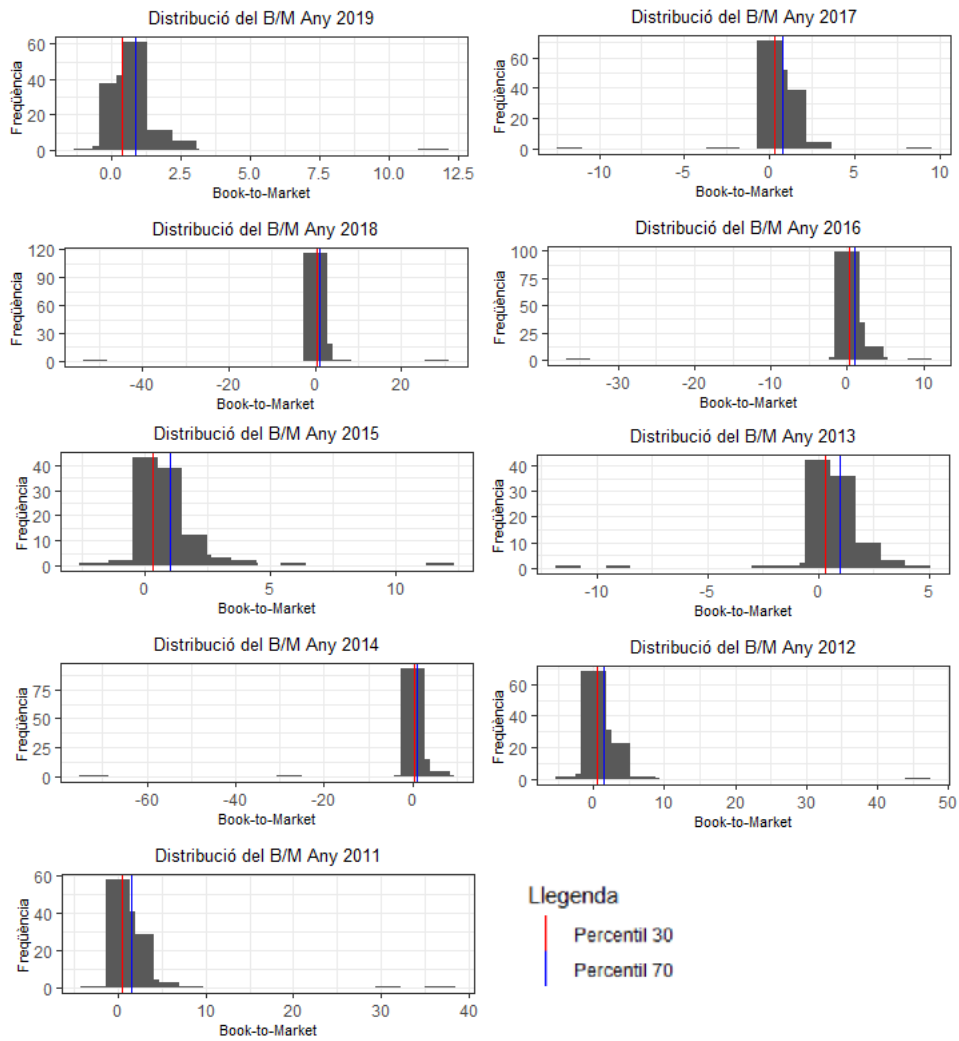 Distribució del B/M Any 2019
Freqüència
60
40
20
0
0.0 2.5 5.0 7.5 10.0 12.5
Book-to-Market
Distribució del B/M Any 2017
Freqüència
60
40
20
0
-10 -5 0 5 10
Book-to-Market
Distribució del B/M Any 2018
Freqüència
120
90
60
30
0
-40 -20 0 20
Book-to-Market
Distribució del B/M Any 2016
Freqüència
100
75
50
25
0
-30 -20 -10 0 10
Book-to-Market
Distribució del B/M Any 2015
Freqüència
40
30
20
10
0
0 5 10
Book-to-Market
Distribució del B/M Any 2013
Freqüència
40
30
20
10
0
-10 -5 0 5
Book-to-Market
Distribució del B/M Any 2014
Freqüència
75
50
25
0
-60 -40 -20 0
Book-to-Market
Distribució del B/M Any 2012
Freqüència
60
40
20
0
0 10 20 30 40 50
Book-to-Market
Distribució del B/M Any 2011
Freqüència
60
40
20
0
0 10 20 30 40
Book-to-Market
Llegenda
Percentil 30
Percentil 70